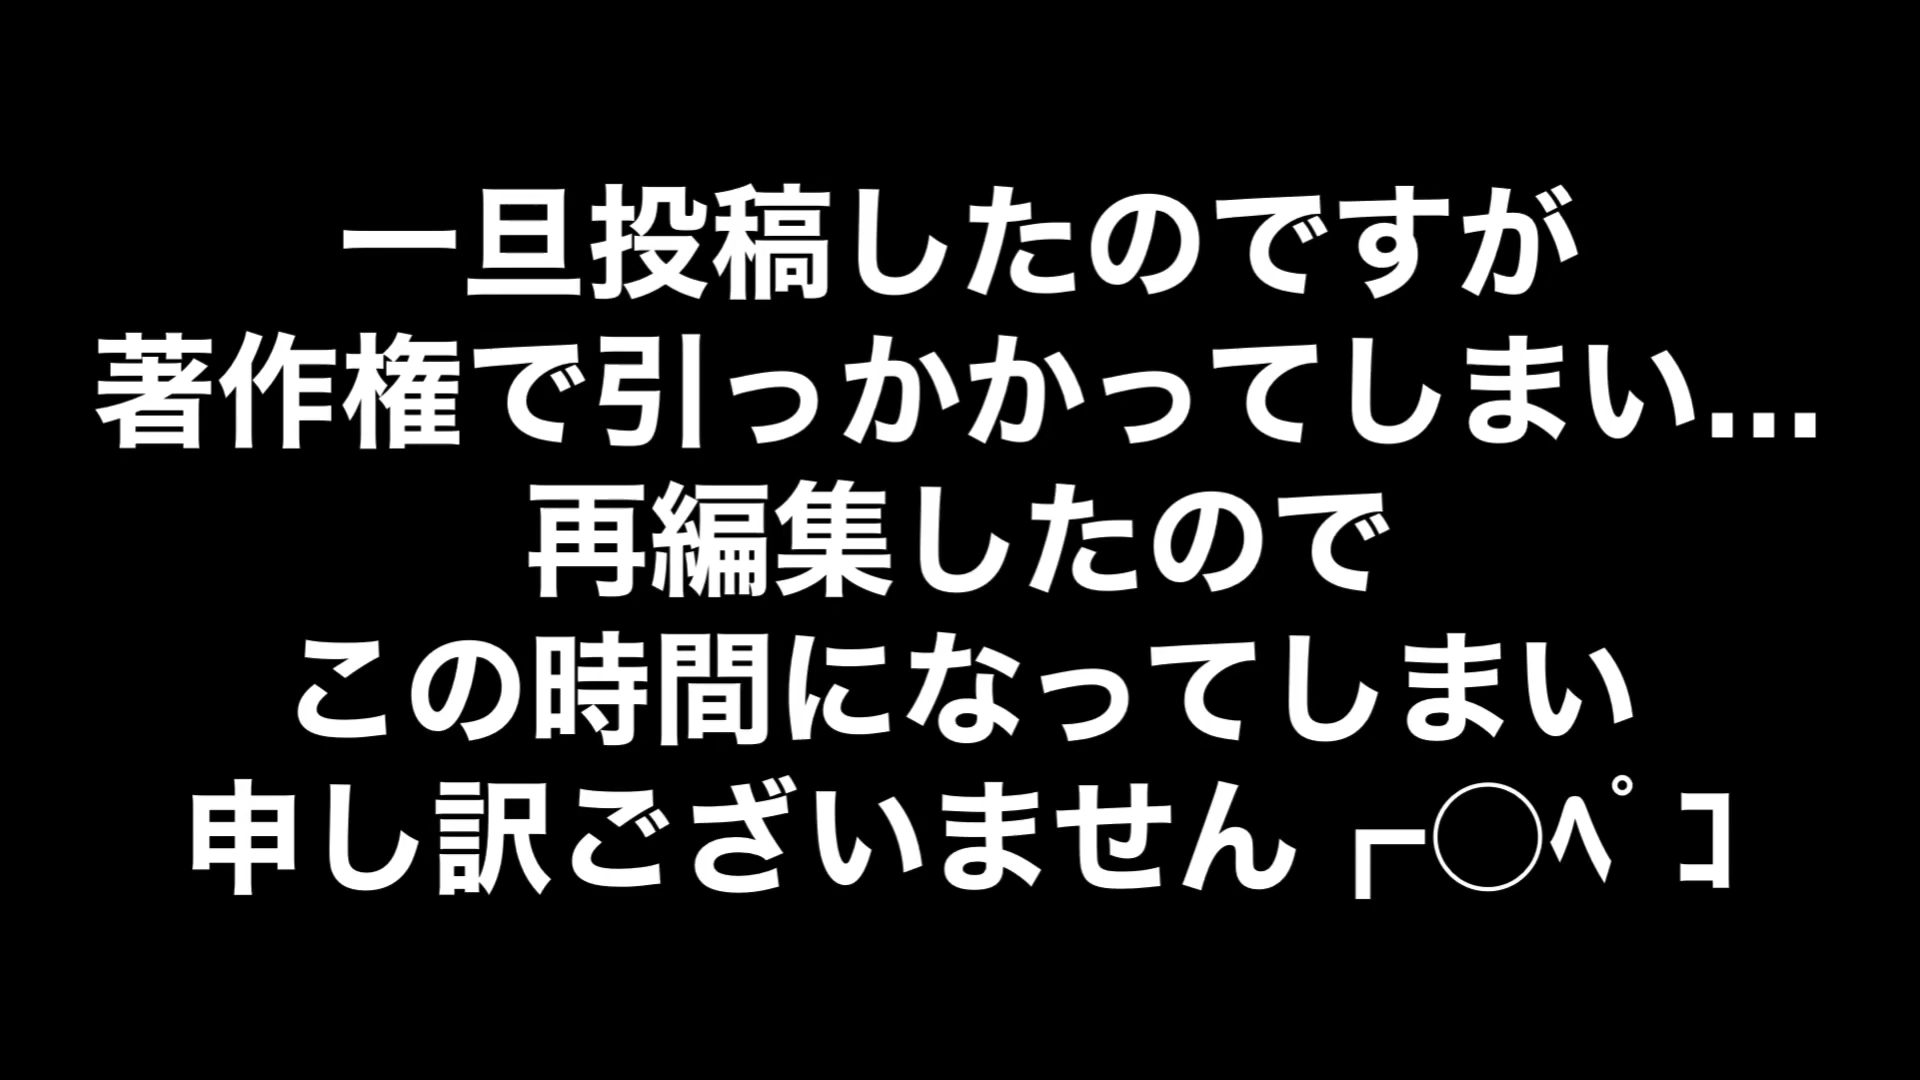 一旦投稿したのですが
著作権で引っかかってしまい...
再編集したので
この時間になってしまい
申し訳ございません┏◯ﾍﾟｺ